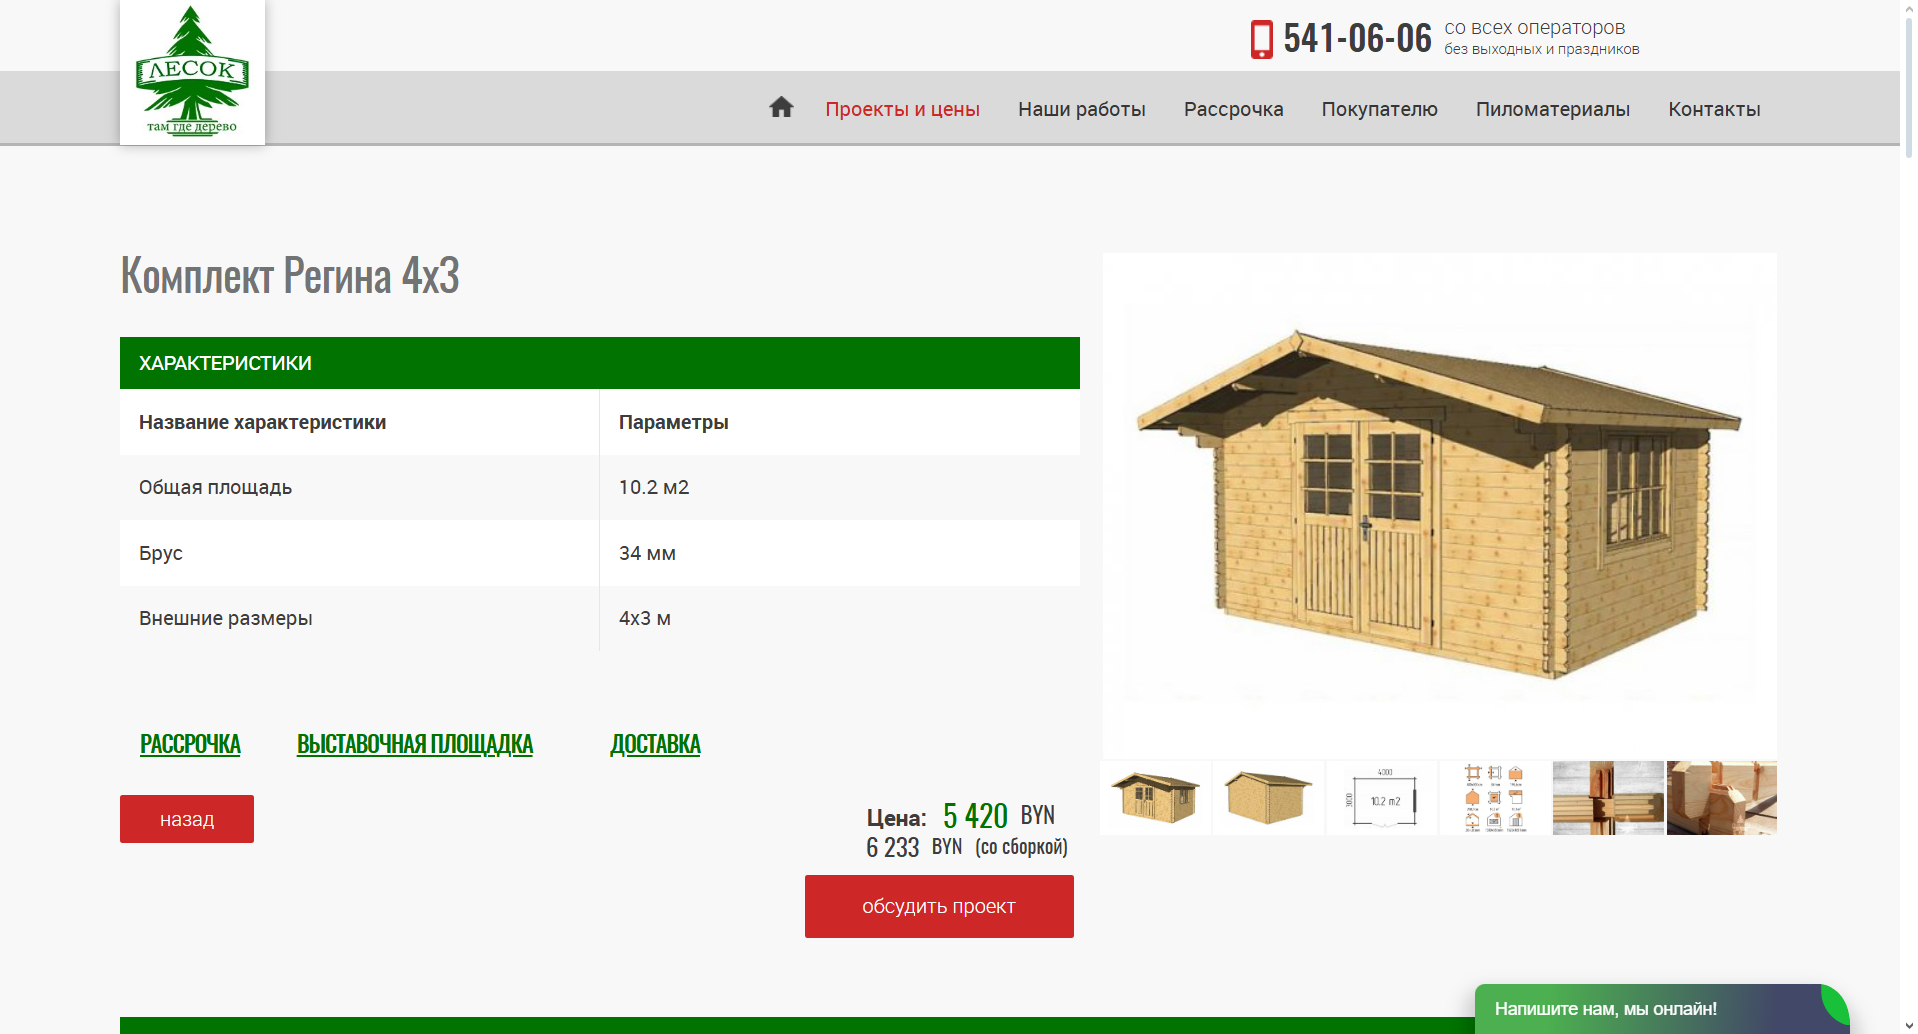 ЛЕСОК
там где дерево
541-06-06
со всех операторов
без выходных и праздников
Проекты и цены
Наши работы
Рассрочка
Покупателю
Пиломатериалы
Контакты
Комплект Регина 4х3
ХАРАКТЕРИСТИКИ
Название характеристики
Параметры
Общая площадь
10.2 м2
Брус
34 мм
Внешние размеры
4х3 м
РАССРОЧКА
ВЫСТАВОЧНАЯ ПЛОЩАДКА
ДОСТАВКА
назад
Цена: 5 420 BYN
6 233 BYN (со сборкой)
обсудить проект
4000
3000
10.2 m2
Напишите нам, мы онлайн!